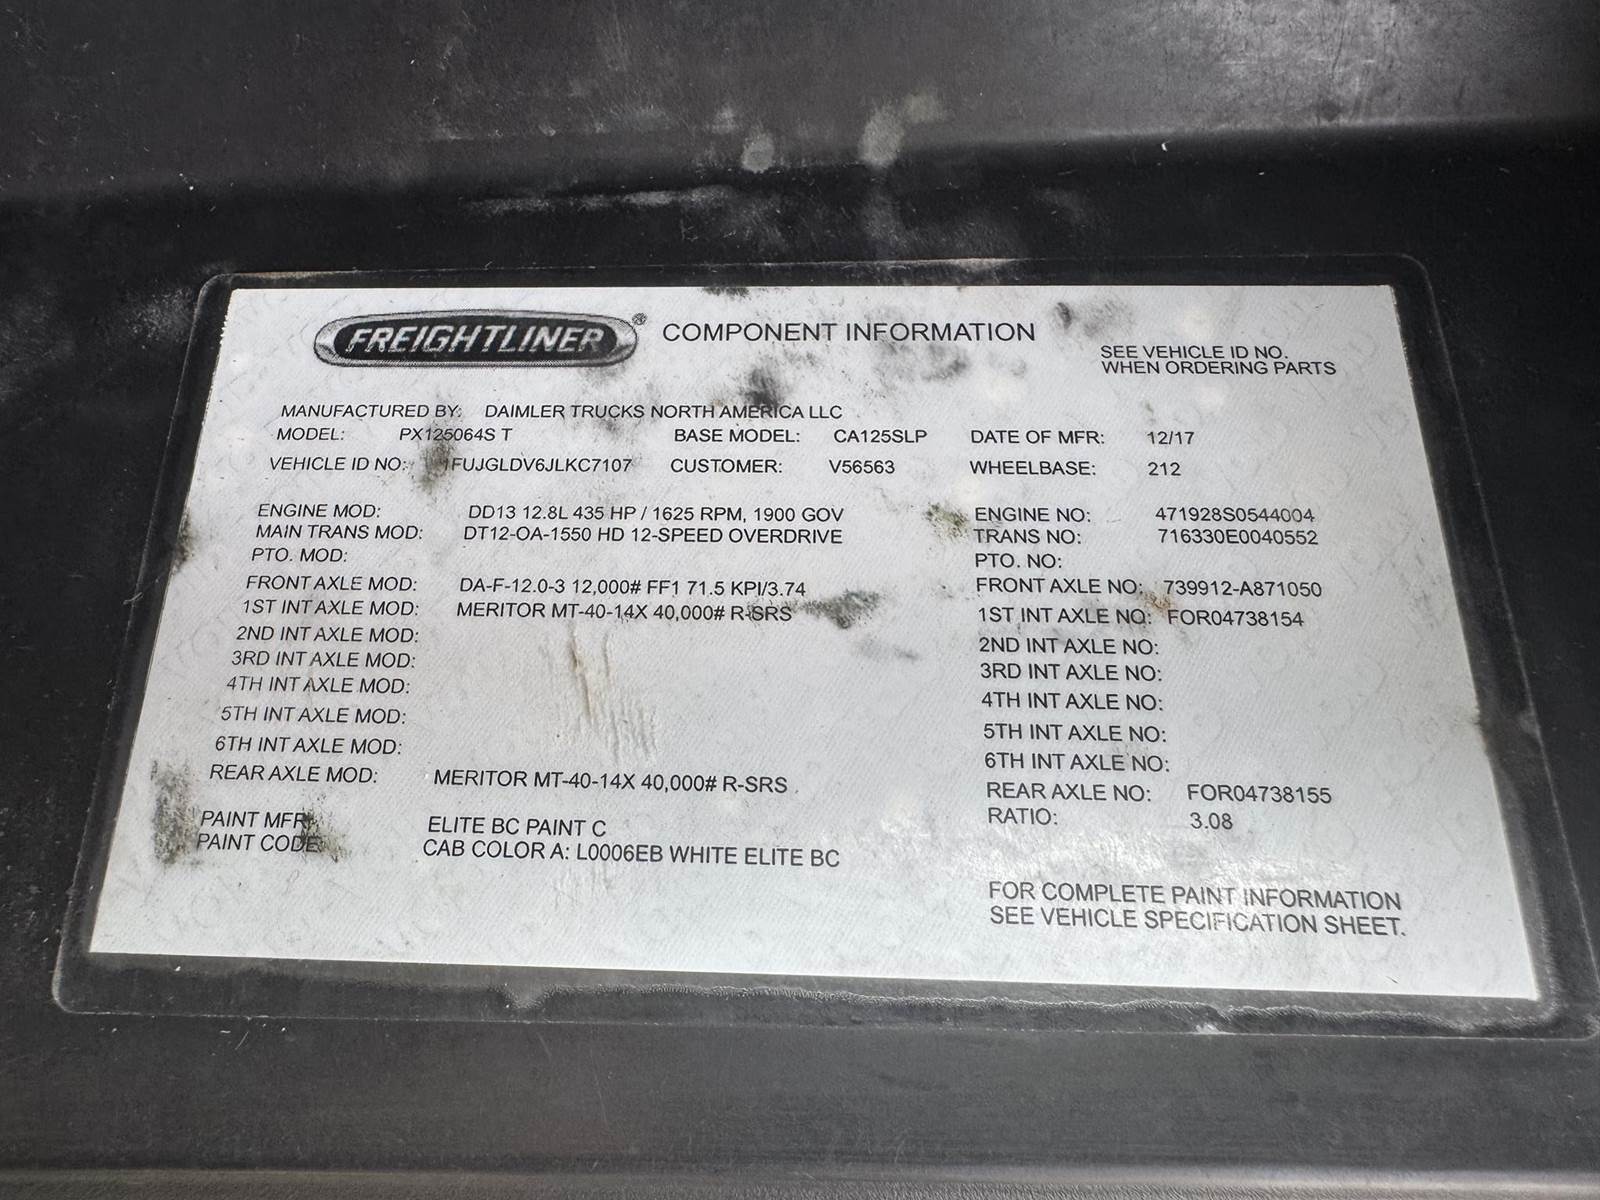 FREIGHTLINER® COMPONENT INFORMATION
SEE VEHICLE ID NO.
WHEN ORDERING PARTS
MANUFACTURED BY: DAIMLER TRUCKS NORTH AMERICA LLC
MODEL: PX125064S T BASE MODEL: CA125SLP DATE OF MFR: 12/17
VEHICLE ID NO: 1FUJGLDV6JLKC7107 CUSTOMER: V56563 WHEELBASE: 212
ENGINE MOD: DD13 12.8L 435 HP / 1625 RPM, 1900 GOV ENGINE NO: 471928S0544004
MAIN TRANS MOD: DT12-OA-1550 HD 12-SPEED OVERDRIVE TRANS NO: 716330E0040552
PTO. MOD: PTO. NO:
FRONT AXLE MOD: DA-F-12.0-3 12,000# FF1 71.5 KPI/3.74 FRONT AXLE NO: 739912-A871050
1ST INT AXLE MOD: MERITOR MT-40-14X 40,000# R-SRS 1ST INT AXLE NO: FOR04738154
2ND INT AXLE MOD: 2ND INT AXLE NO:
3RD INT AXLE MOD: 3RD INT AXLE NO:
4TH INT AXLE MOD: 4TH INT AXLE NO:
5TH INT AXLE MOD: 5TH INT AXLE NO:
6TH INT AXLE MOD: 6TH INT AXLE NO:
REAR AXLE MOD: MERITOR MT-40-14X 40,000# R-SRS REAR AXLE NO: FOR04738155
RATIO: 3.08
PAINT MFR: ELITE BC PAINT C
PAINT CODE: CAB COLOR A: L0006EB WHITE ELITE BC
FOR COMPLETE PAINT INFORMATION
SEE VEHICLE SPECIFICATION SHEET.